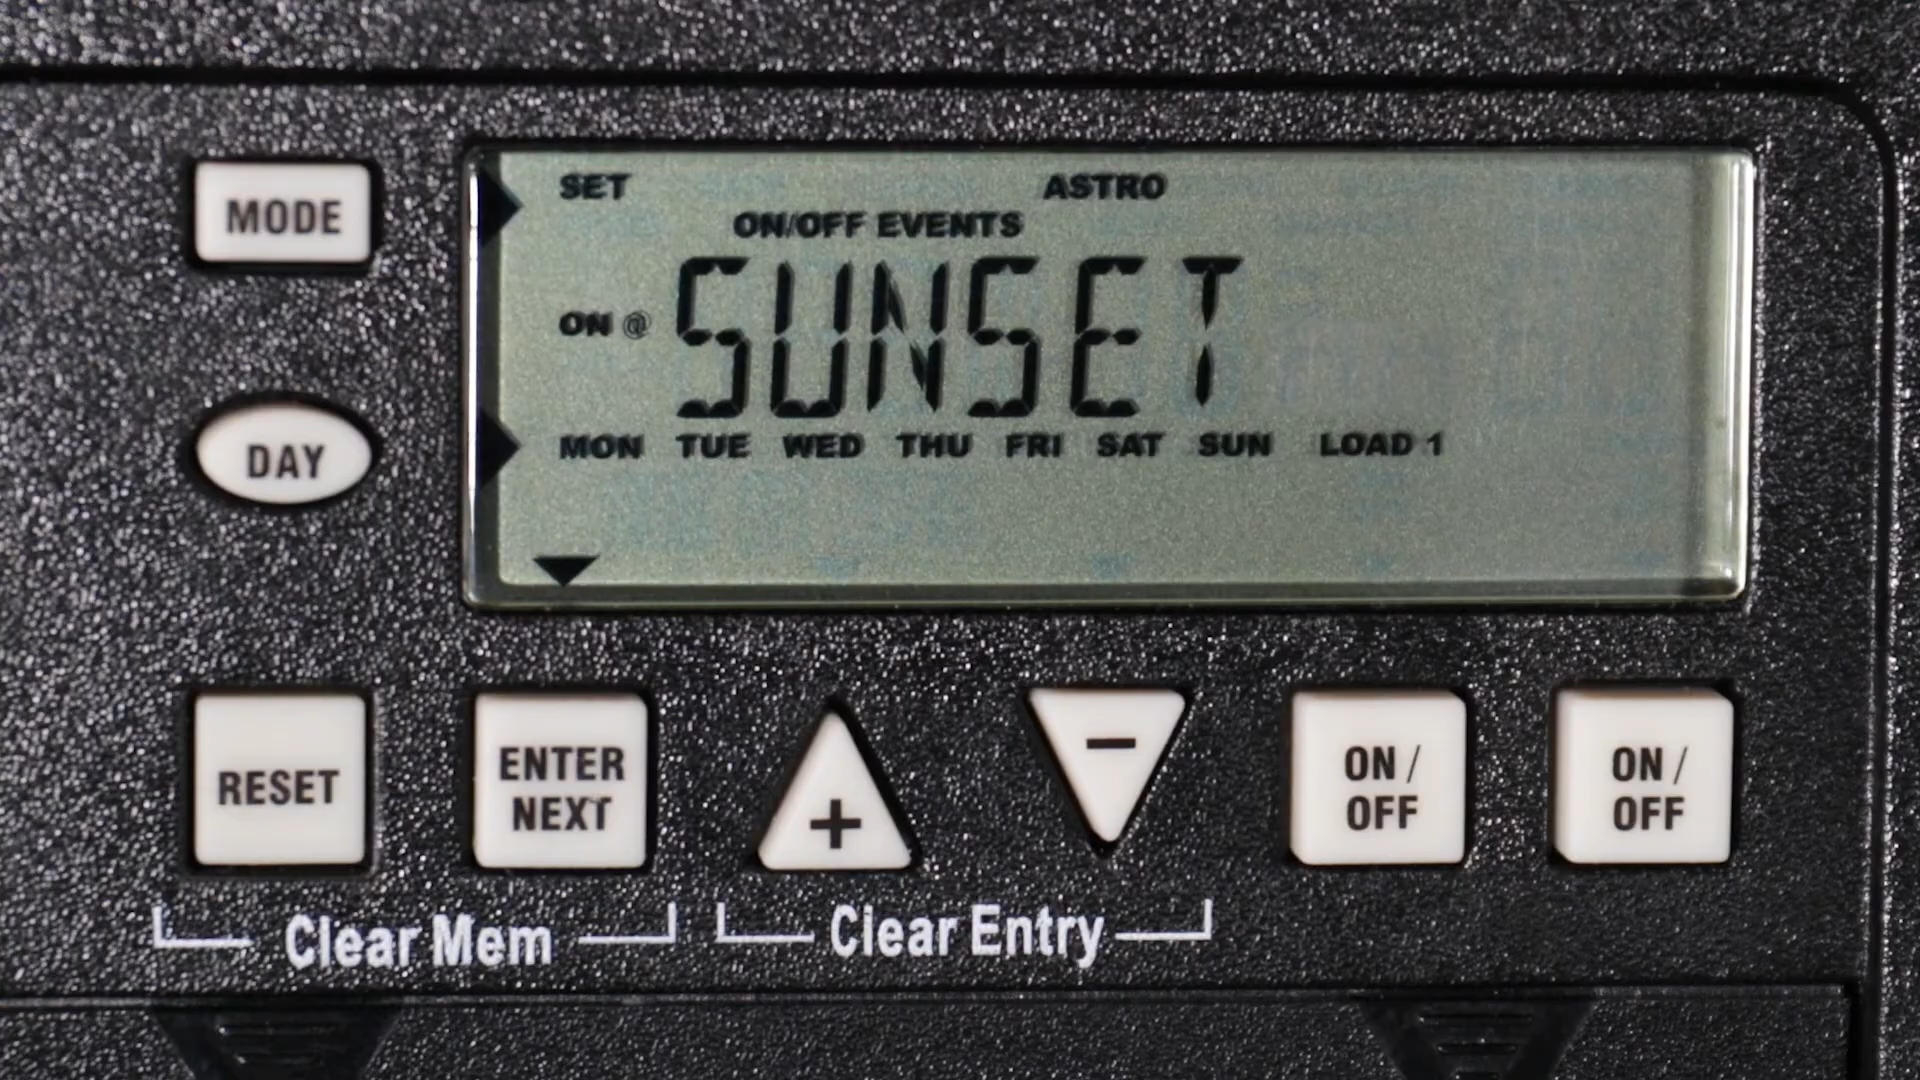 MODE
SET ASTRO
ON/OFF EVENTS
ON @ SUNSET
DAY
MON TUE WED THU FRI SAT SUN LOAD 1
RESET
ENTER
NEXT
+
−
ON /
OFF
ON /
OFF
Clear Mem
Clear Entry